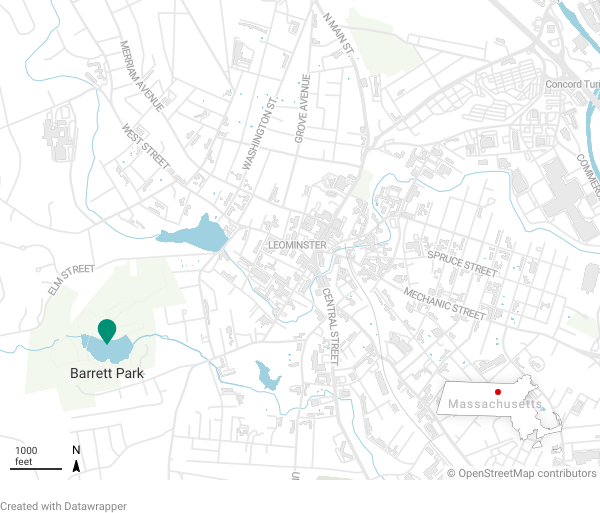 N MAIN ST.
MERRIAM AVENUE
Concord Turi
GROVE AVENUE
WASHINGTON ST.
WEST STREET
COMMERC
LEOMINSTER
SPRUCE STREET
ELM STREET
MECHANIC STREET
CENTRAL STREET
Barrett Park
Massachusetts
1000
feet
N
© OpenStreetMap contributors
Created with Datawrapper